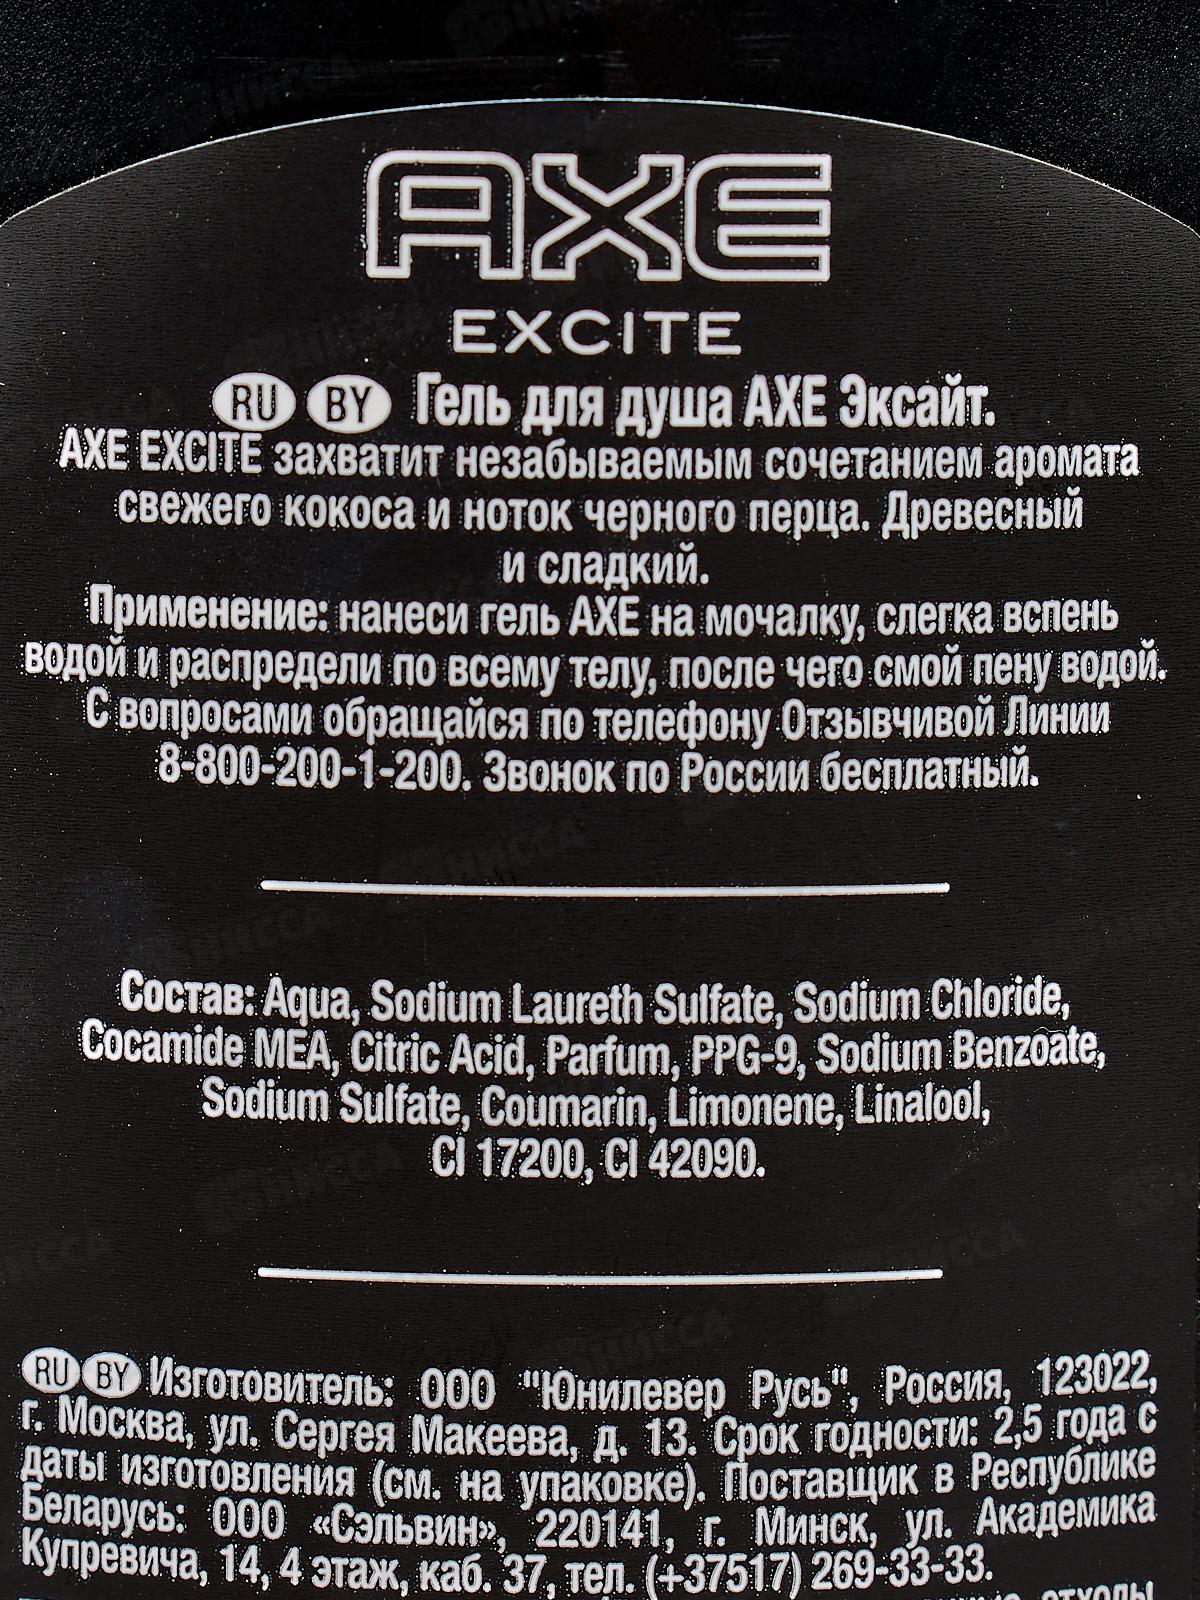 AXE
EXCITE
RU BY Гель для душа AXE Эксайт.
AXE EXCITE захватит незабываемым сочетанием аромата
свежего кокоса и ноток черного перца. Древесный
и сладкий.
Применение: нанеси гель AXE на мочалку, слегка вспень
водой и распредели по всему телу, после чего смой пену водой.
С вопросами обращайся по телефону Отзывчивой Линии
8-800-200-1-200. Звонок по России бесплатный.
Состав: Aqua, Sodium Laureth Sulfate, Sodium Chloride,
Cocamide MEA, Citric Acid, Parfum, PPG-9, Sodium Benzoate,
Sodium Sulfate, Coumarin, Limonene, Linalool,
CI 17200, CI 42090.
RU BY Изготовитель: ООО "Юнилевер Русь", Россия, 123022,
г. Москва, ул. Сергея Макеева, д. 13. Срок годности: 2,5 года с
даты изготовления (см. на упаковке). Поставщик в Республике
Беларусь: ООО «Сэльвин», 220141, г. Минск, ул. Академика
Купревича, 14, 4 этаж, каб. 37, тел. (+37517) 269-33-33.
отходы